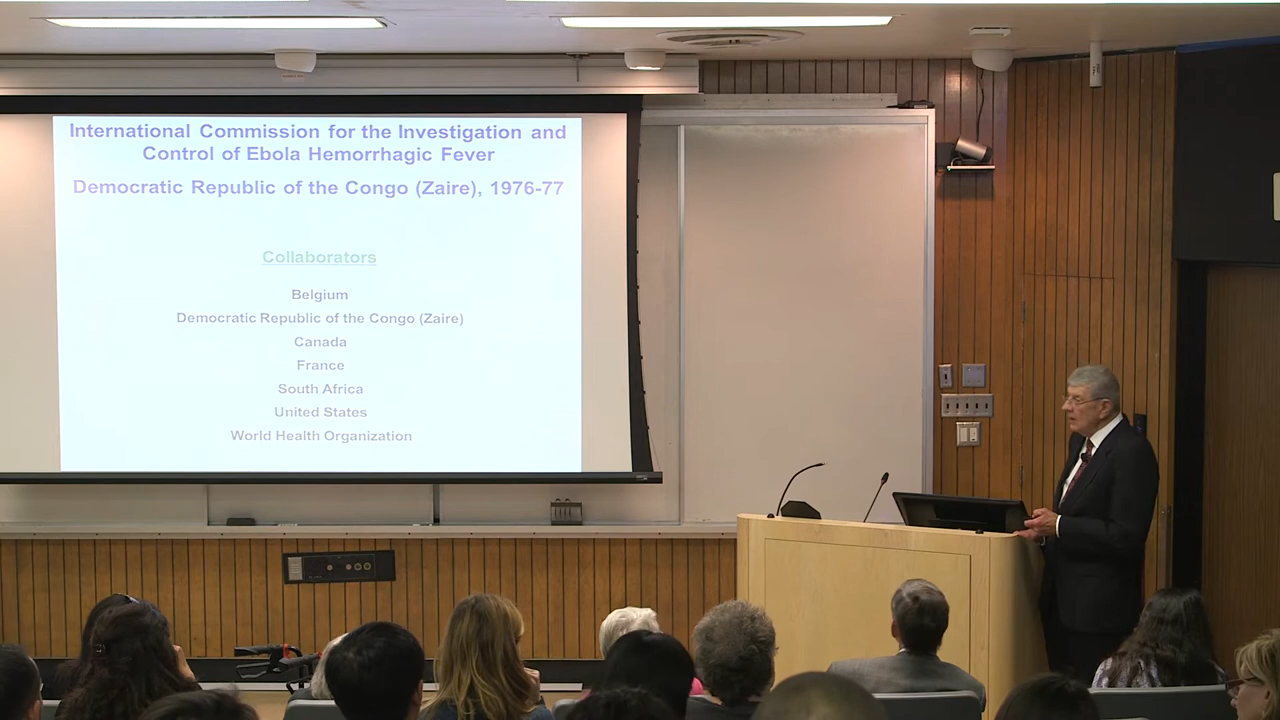 International Commission for the Investigation and
Control of Ebola Hemorrhagic Fever
Democratic Republic of the Congo (Zaire), 1976-77
Collaborators
Belgium
Democratic Republic of the Congo (Zaire)
Canada
France
South Africa
United States
World Health Organization